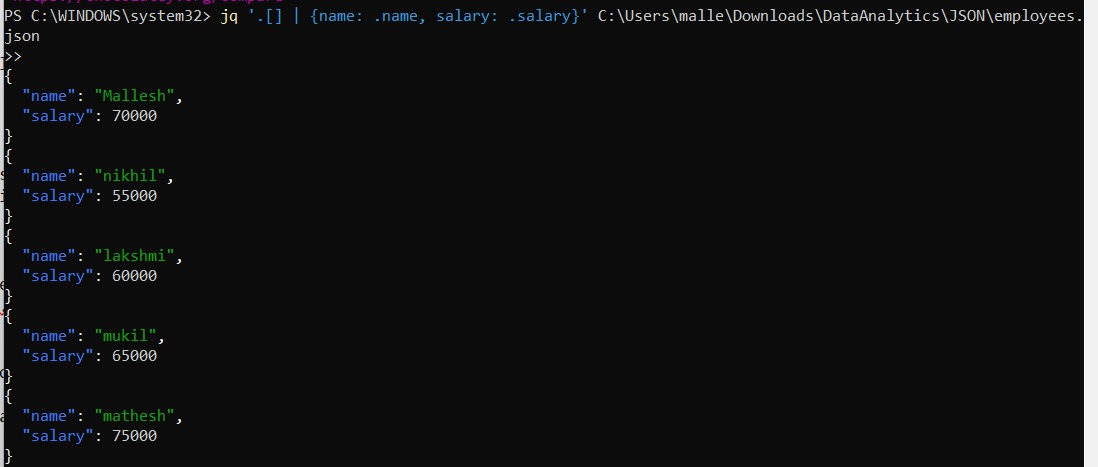 PS C:\WINDOWS\system32> jq '.[] | {name: .name, salary: .salary}' C:\Users\malle\Downloads\DataAnalytics\JSON\employees.
json
>>
{
  "name": "Mallesh",
  "salary": 70000
}
{
  "name": "nikhil",
  "salary": 55000
}
{
  "name": "lakshmi",
  "salary": 60000
}
{
  "name": "mukil",
  "salary": 65000
}
{
  "name": "mathesh",
  "salary": 75000
}